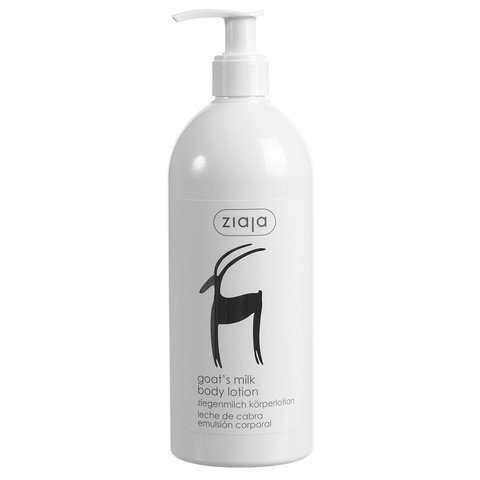 ziaja
goat's milk
body lotion
ziegenmilch körperlotion
leche de cabra
emulsión corporal